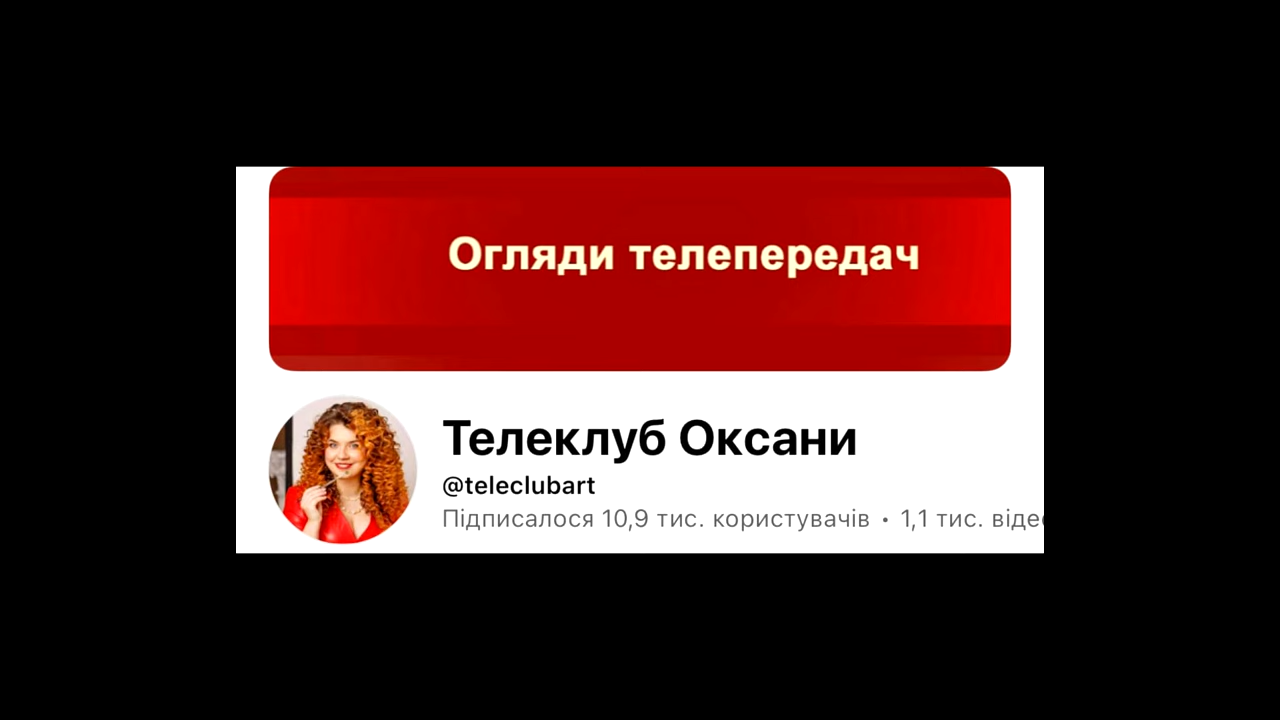 Огляди телепередач
Телеклуб Оксани
@teleclubart
Підписалося 10,9 тис. користувачів • 1,1 тис.